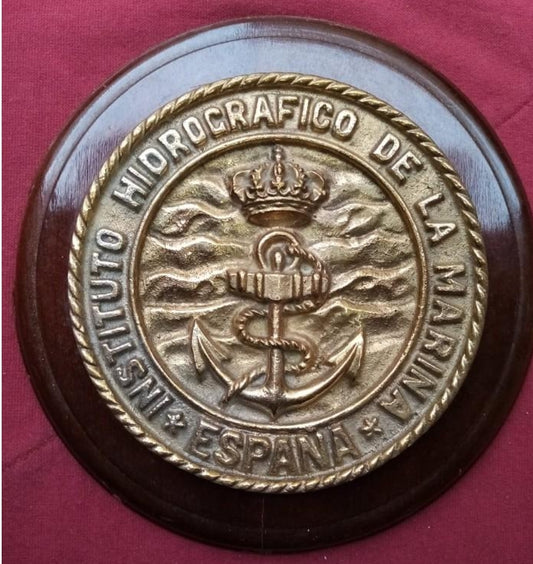 INSTITUTO HIDROGRAFICO DE LA MARINA
* ESPAÑA *